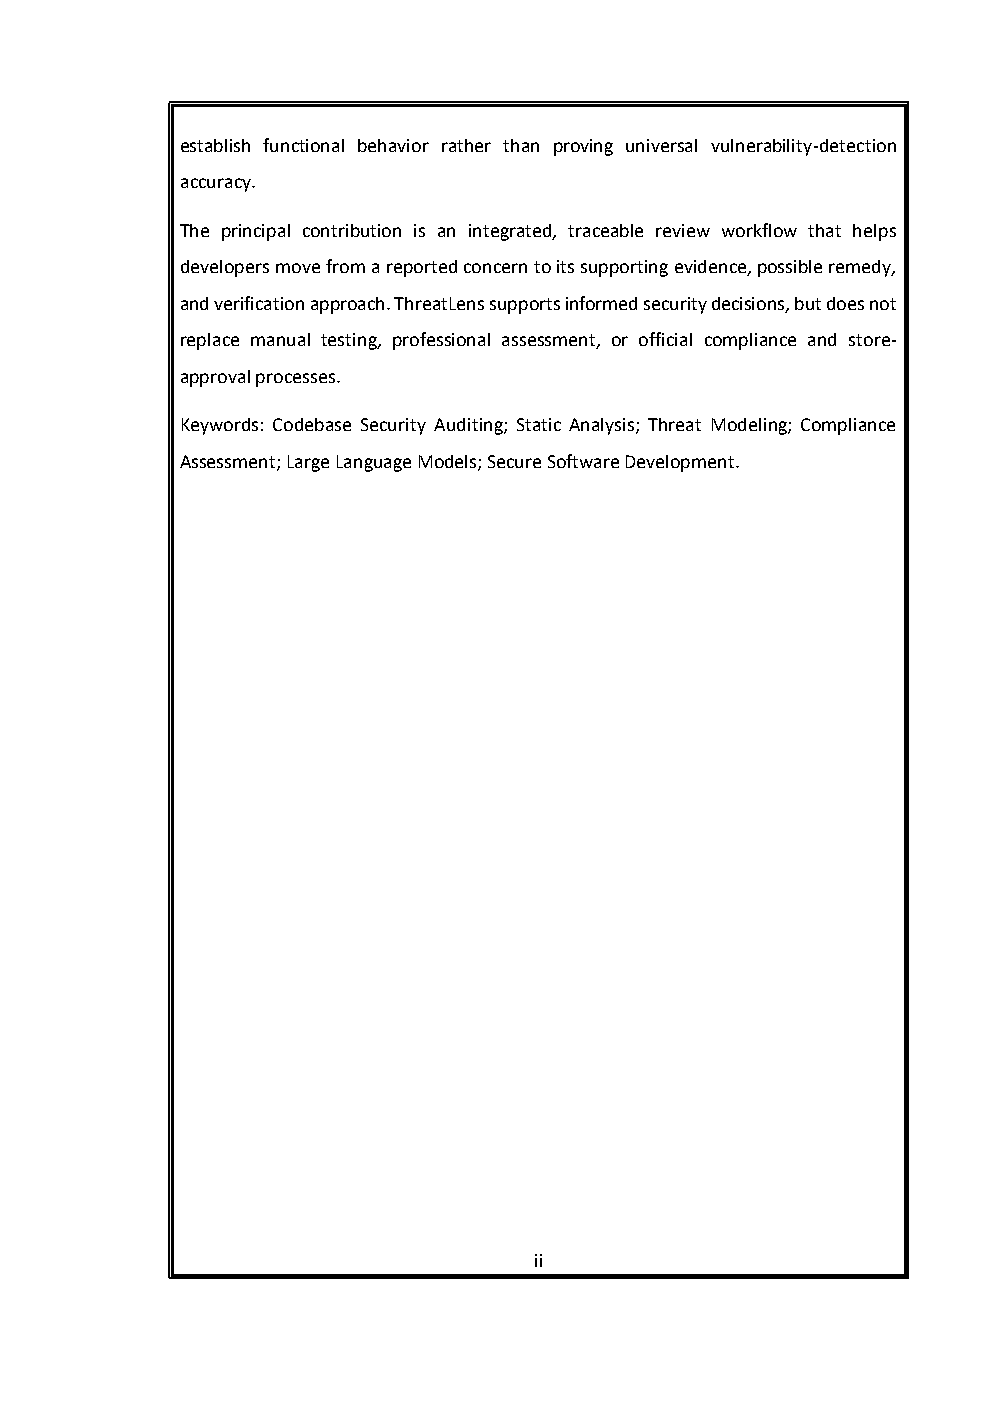 establish functional behavior rather than proving universal vulnerability-detection
accuracy.
The principal contribution is an integrated, traceable review workflow that helps
developers move from a reported concern to its supporting evidence, possible remedy,
and verification approach. ThreatLens supports informed security decisions, but does not
replace manual testing, professional assessment, or official compliance and store-
approval processes.
Keywords: Codebase Security Auditing; Static Analysis; Threat Modeling; Compliance
Assessment; Large Language Models; Secure Software Development.
ii